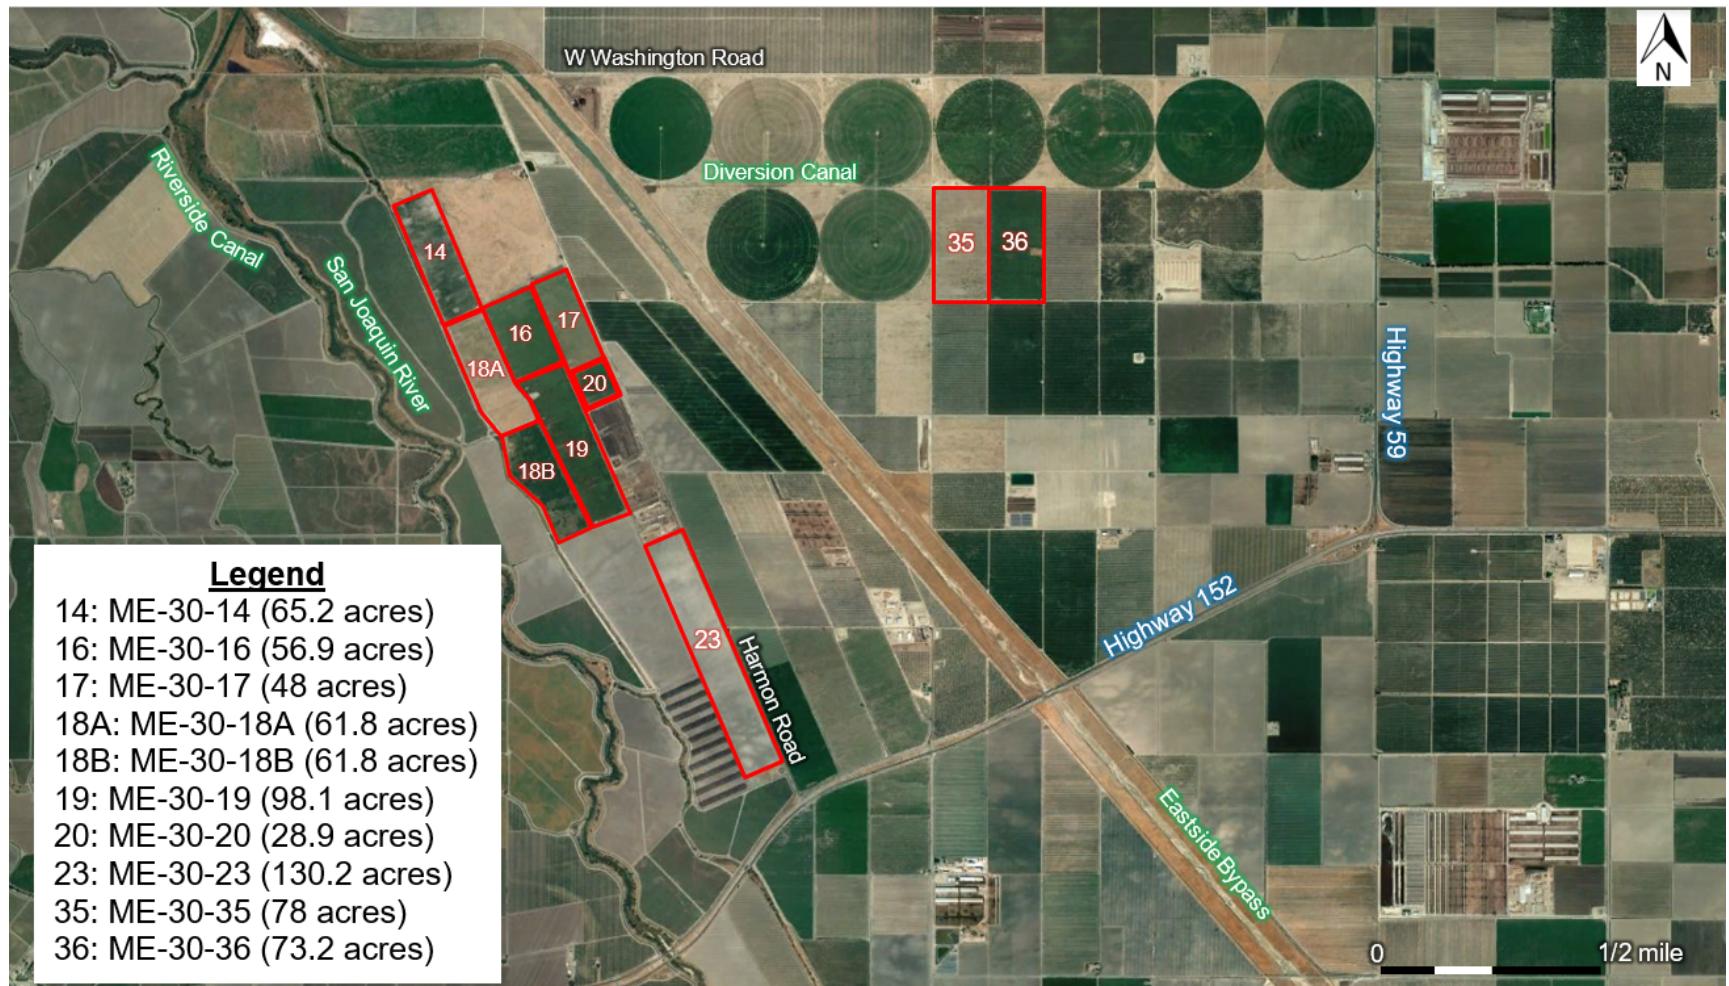 W Washington Road
N
Diversion Canal
Riverside Canal
San Joaquin River
14
35
36
16
17
18A
20
19
18B
Highway 59
Highway 152
23
Harmon Road
Eastside Bypass
Legend
14: ME-30-14 (65.2 acres)
16: ME-30-16 (56.9 acres)
17: ME-30-17 (48 acres)
18A: ME-30-18A (61.8 acres)
18B: ME-30-18B (61.8 acres)
19: ME-30-19 (98.1 acres)
20: ME-30-20 (28.9 acres)
23: ME-30-23 (130.2 acres)
35: ME-30-35 (78 acres)
36: ME-30-36 (73.2 acres)
0 1/2 mile